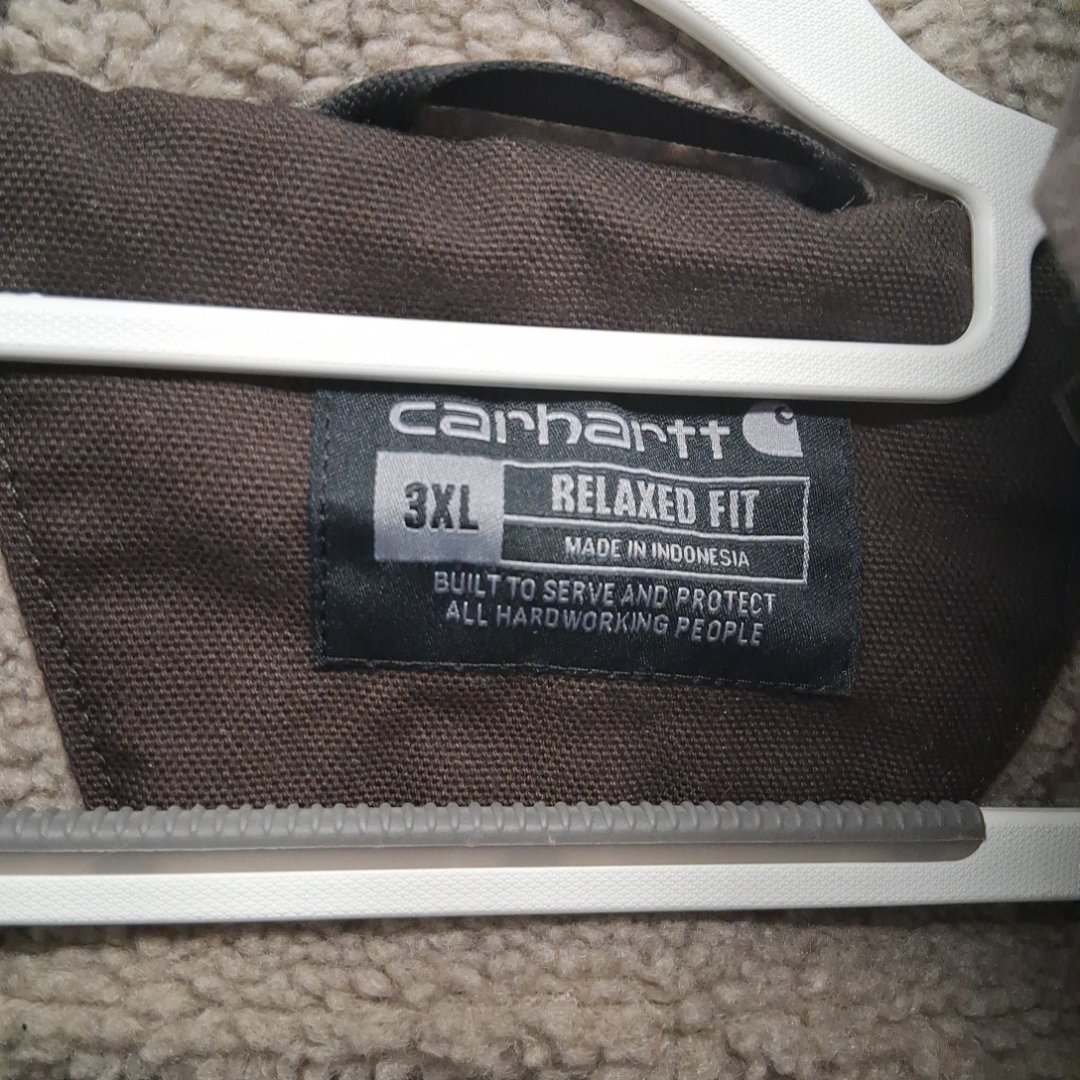 carhartt
3XL
RELAXED FIT
MADE IN INDONESIA
BUILT TO SERVE AND PROTECT
ALL HARDWORKING PEOPLE